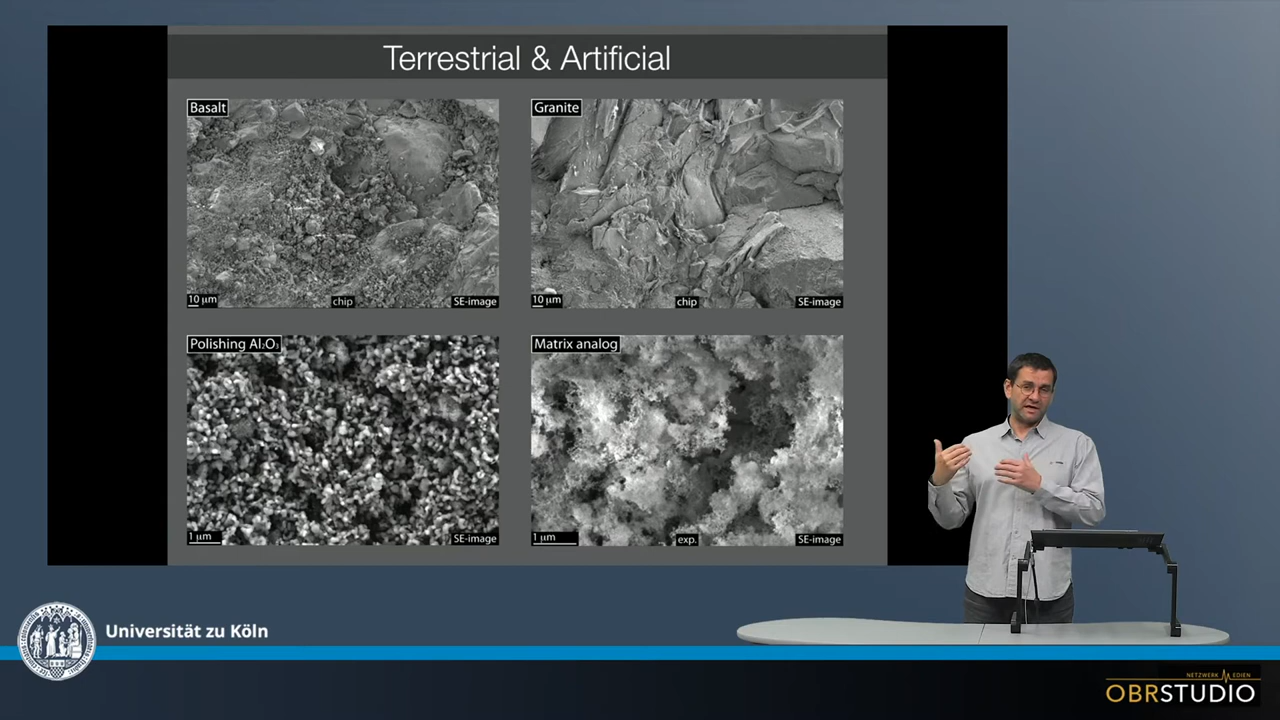 Terrestrial & Artificial
Basalt
10 µm
chip
SE-image
Granite
10 µm
chip
SE-image
Polishing Al₂O₃
1 µm
SE-image
Matrix analog
1 µm
exp.
SE-image
Universität zu Köln
NETZWERK MEDIEN
OBRSTUDIO